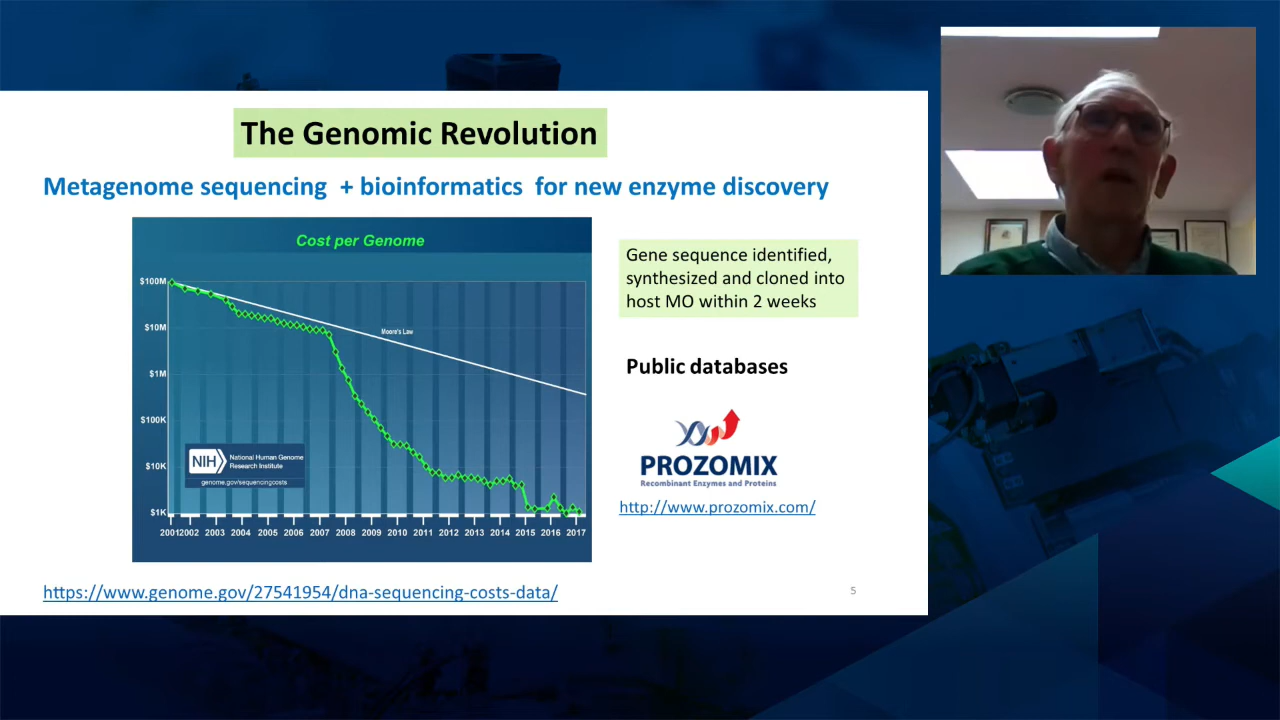 The Genomic Revolution
Metagenome sequencing + bioinformatics for new enzyme discovery
Cost per Genome
$100M
$10M
$1M
$100K
$10K
$1K
Moore's Law
NIH
National Human Genome
Research Institute
genome.gov/sequencingcosts
2001 2002 2003 2004 2005 2006 2007 2008 2009 2010 2011 2012 2013 2014 2015 2016 2017
Gene sequence identified,
synthesized and cloned into
host MO within 2 weeks
Public databases
PROZOMIX
Recombinant Enzymes and Proteins
http://www.prozomix.com/
https://www.genome.gov/27541954/dna-sequencing-costs-data/
5